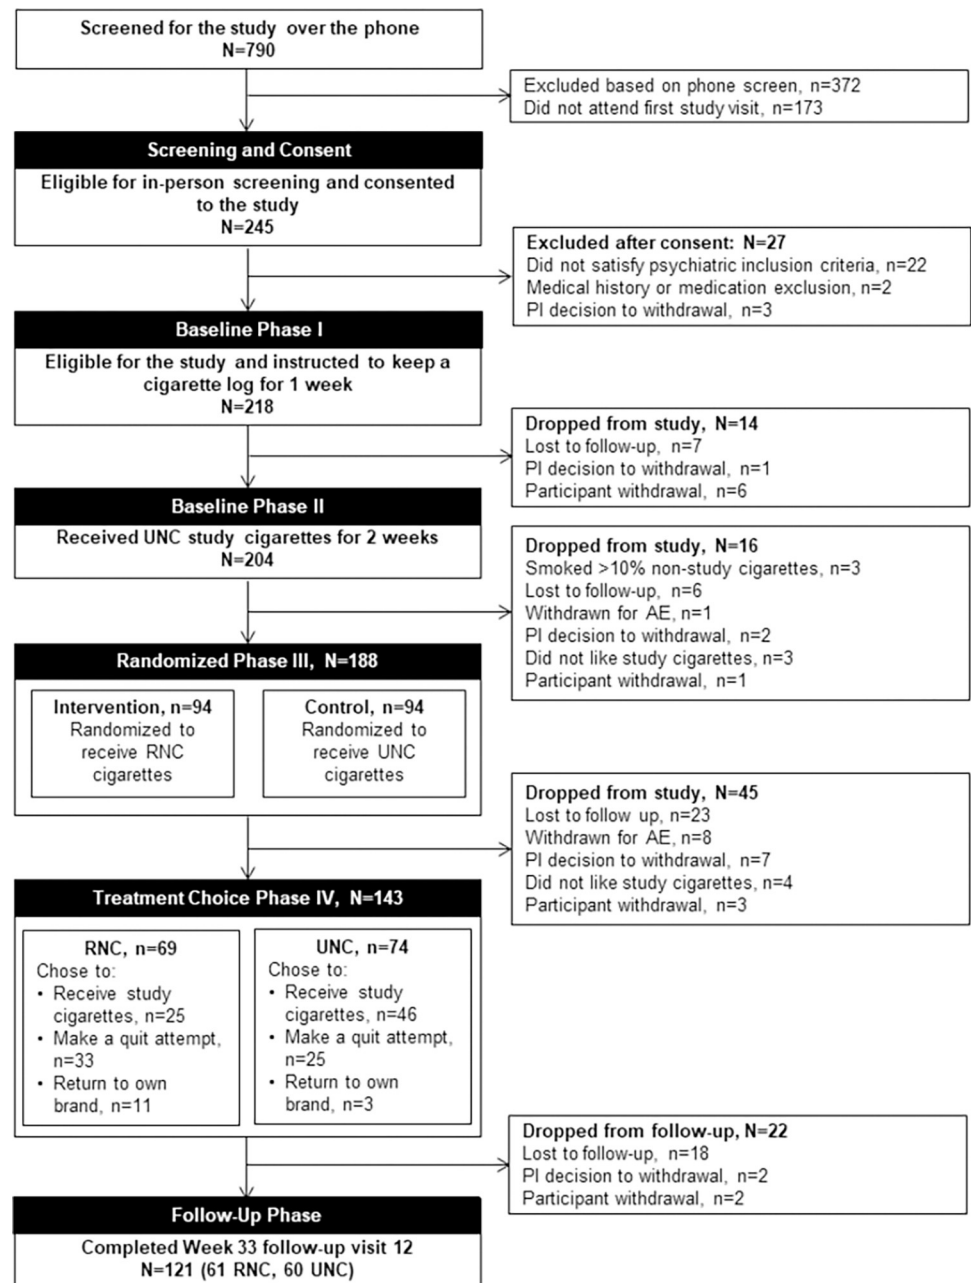 Screened for the study over the phone
N=790
Excluded based on phone screen, n=372
Did not attend first study visit, n=173
Screening and Consent
Eligible for in-person screening and consented
to the study
N=245
Excluded after consent: N=27
Did not satisfy psychiatric inclusion criteria, n=22
Medical history or medication exclusion, n=2
PI decision to withdrawal, n=3
Baseline Phase I
Eligible for the study and instructed to keep a
cigarette log for 1 week
N=218
Dropped from study, N=14
Lost to follow-up, n=7
PI decision to withdrawal, n=1
Participant withdrawal, n=6
Baseline Phase II
Received UNC study cigarettes for 2 weeks
N=204
Dropped from study, N=16
Smoked >10% non-study cigarettes, n=3
Lost to follow-up, n=6
Withdrawn for AE, n=1
PI decision to withdrawal, n=2
Did not like study cigarettes, n=3
Participant withdrawal, n=1
Randomized Phase III, N=188
Intervention, n=94
Randomized to
receive RNC
cigarettes
Control, n=94
Randomized to
receive UNC
cigarettes
Dropped from study, N=45
Lost to follow up, n=23
Withdrawn for AE, n=8
PI decision to withdrawal, n=7
Did not like study cigarettes, n=4
Participant withdrawal, n=3
Treatment Choice Phase IV, N=143
RNC, n=69
Chose to:
• Receive study
cigarettes, n=25
• Make a quit attempt,
n=33
• Return to own
brand, n=11
UNC, n=74
Chose to:
• Receive study
cigarettes, n=46
• Make a quit attempt,
n=25
• Return to own
brand, n=3
Dropped from follow-up, N=22
Lost to follow-up, n=18
PI decision to withdrawal, n=2
Participant withdrawal, n=2
Follow-Up Phase
Completed Week 33 follow-up visit 12
N=121 (61 RNC, 60 UNC)